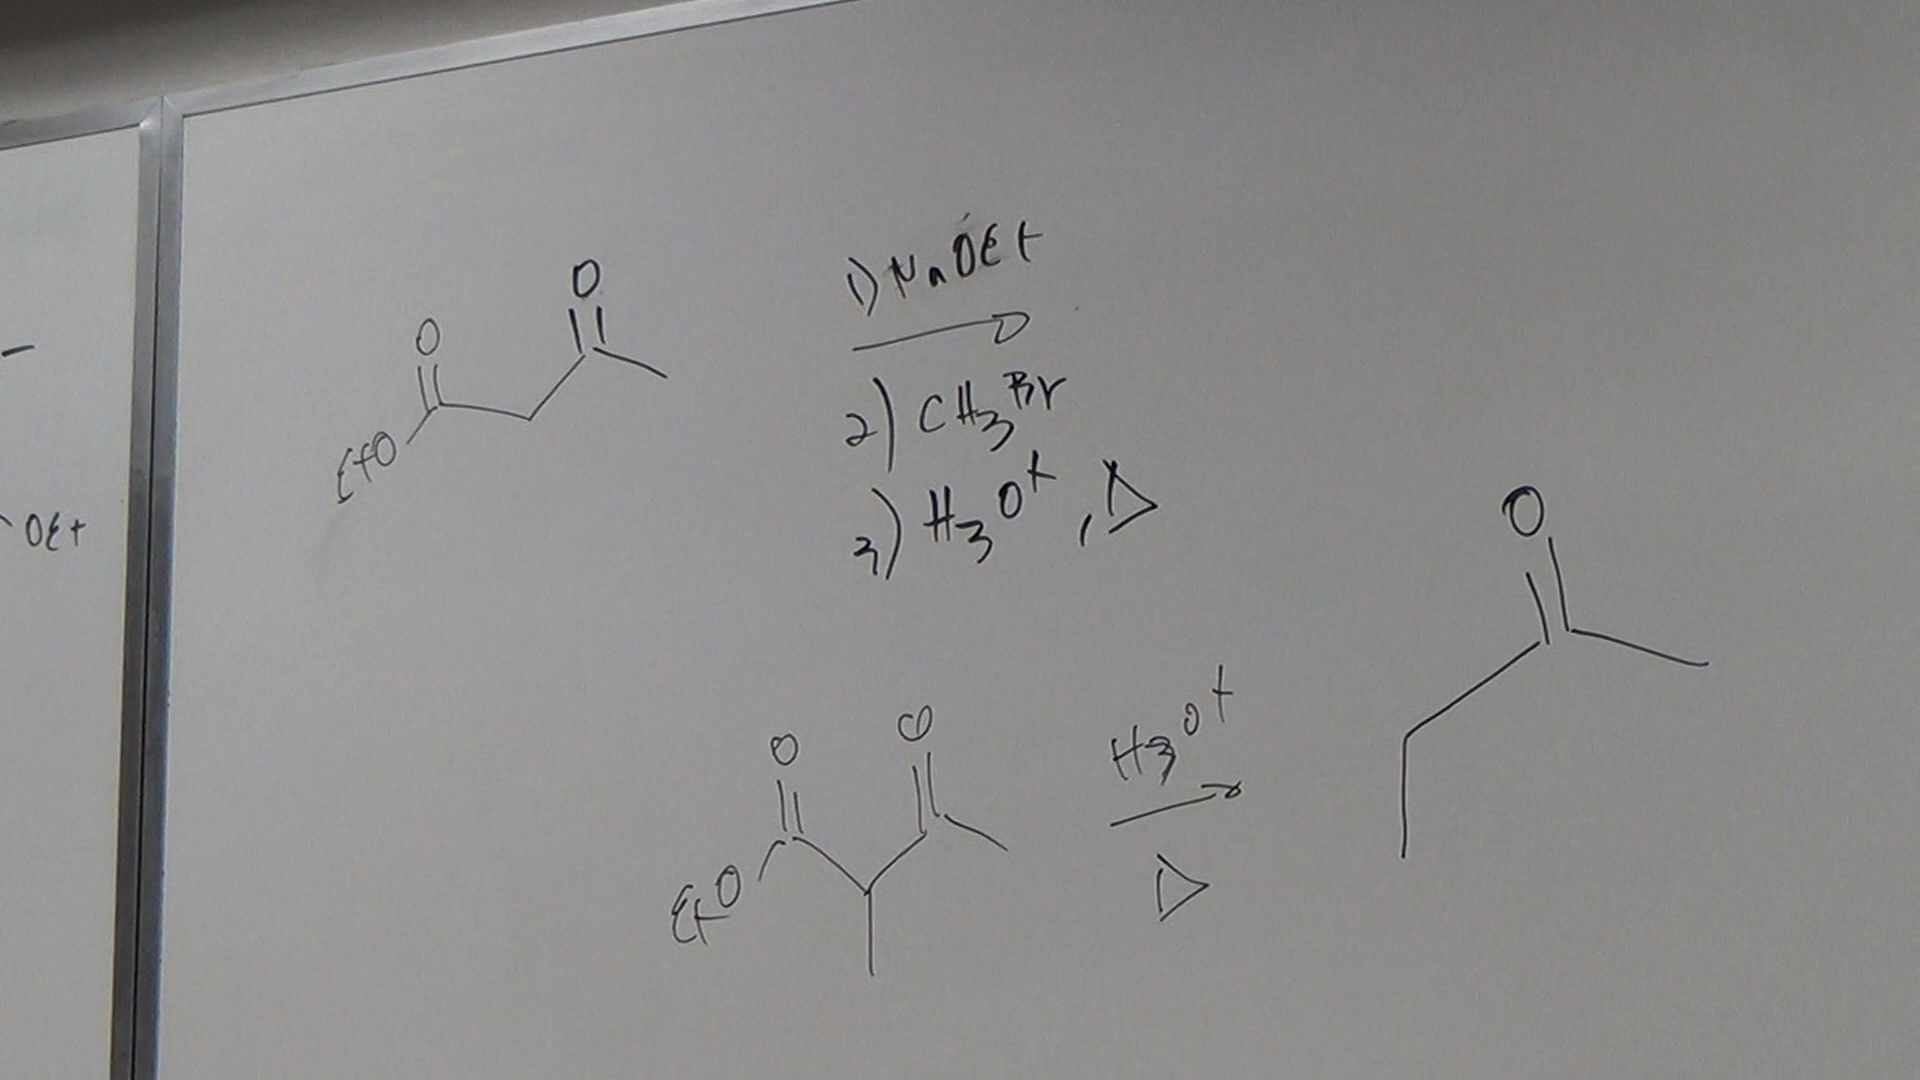 OEt
O
O
EtO
1) NaOEt
2) CH3Br
3) H3O+, Δ
O
O
EtO
H3O+
Δ
O